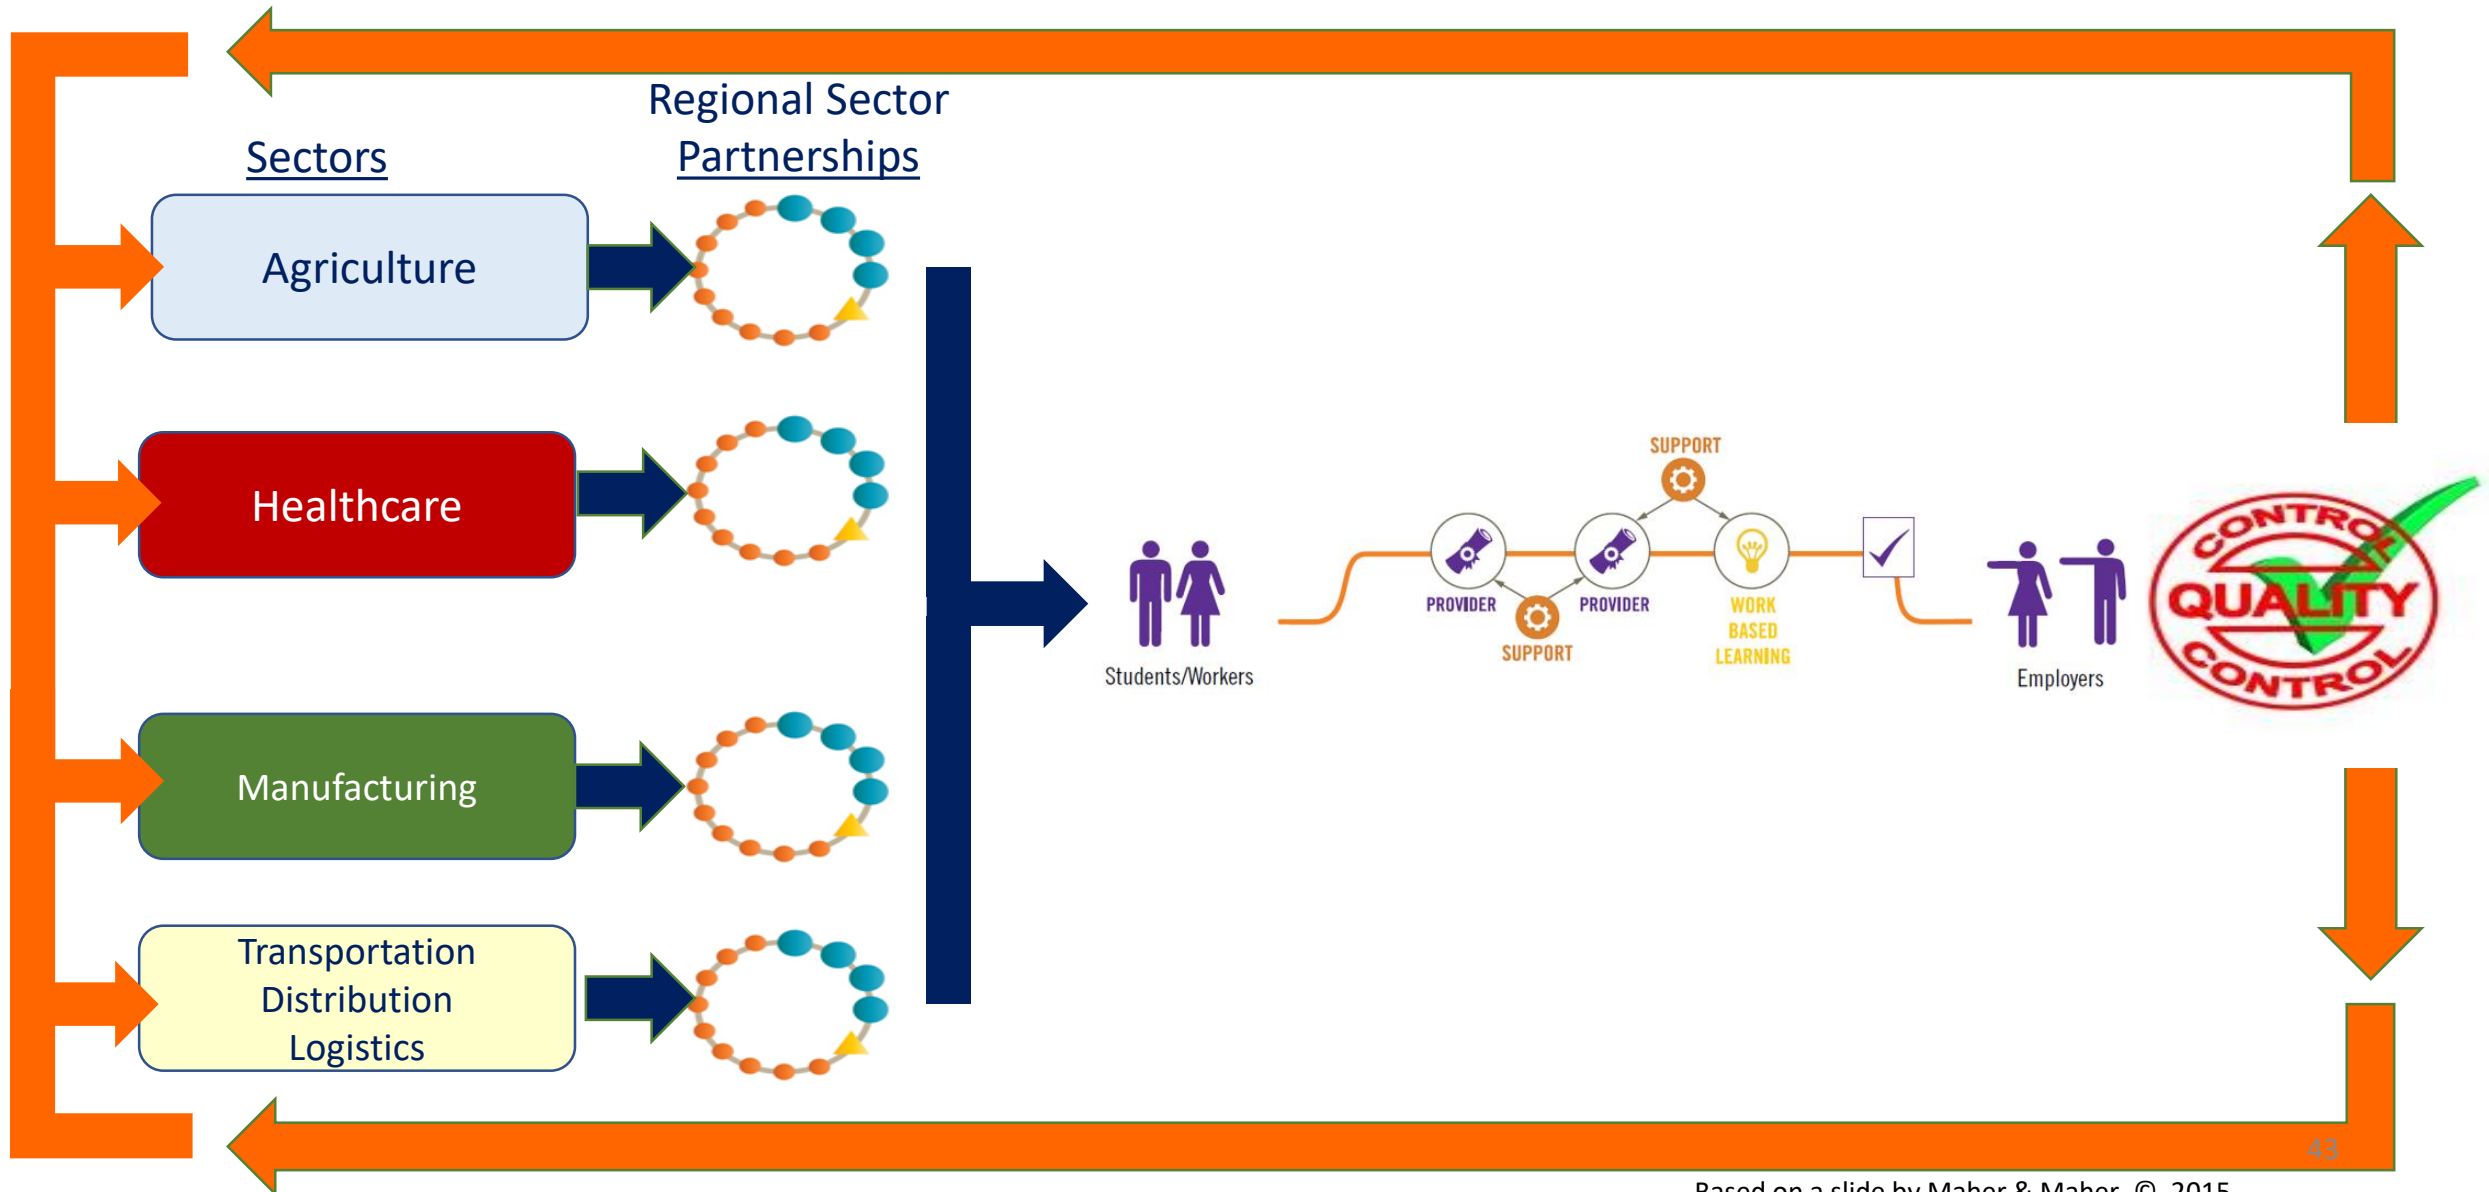 Regional Sector
Partnerships
Sectors
Agriculture
Healthcare
Manufacturing
Transportation
Distribution
Logistics
Students/Workers
PROVIDER
SUPPORT
PROVIDER
SUPPORT
WORK
BASED
LEARNING
Employers
CONTROL
QUALITY
CONTROL
43
Based on a slide by Maher & Maher, ©, 2015